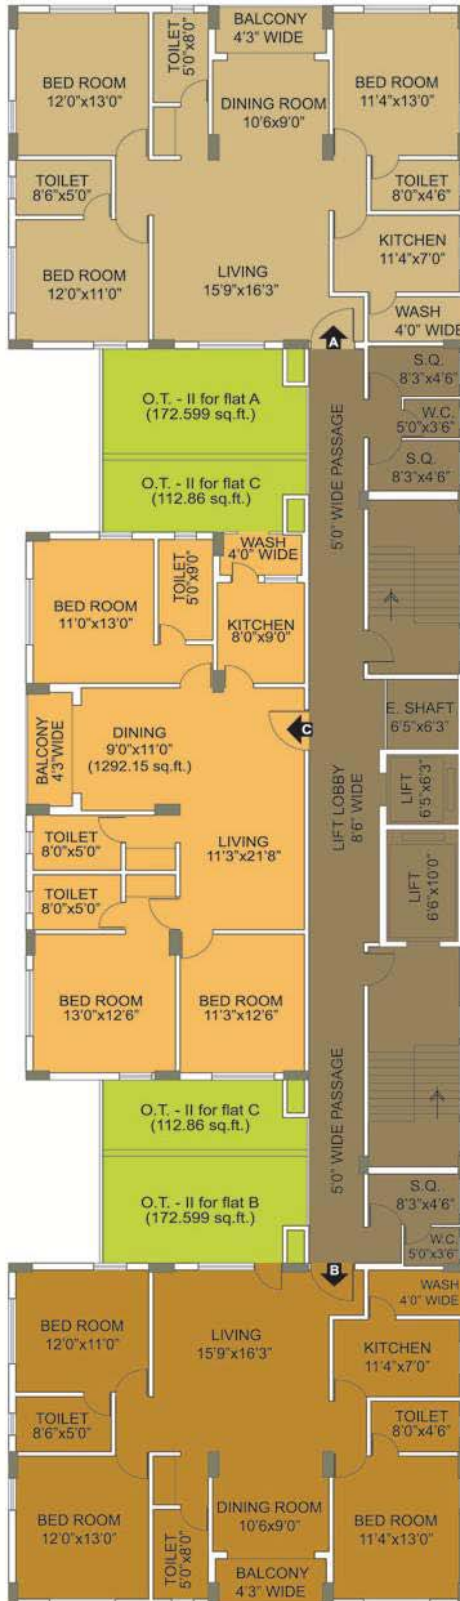 BALCONY
4'3" WIDE
TOILET
5'0"x8'0"
BED ROOM
12'0"x13'0"
DINING ROOM
10'6x9'0"
BED ROOM
11'4"x13'0"
TOILET
8'6"x5'0"
TOILET
8'0"x4'6"
BED ROOM
12'0"x11'0"
LIVING
15'9"x16'3"
KITCHEN
11'4"x7'0"
WASH
4'0" WIDE
A
S.Q.
8'3"x4'6"
W.C.
5'0"x3'6"
S.Q.
8'3"x4'6"
O.T. - II for flat A
(172.599 sq.ft.)
O.T. - II for flat C
(112.86 sq.ft.)
5'0" WIDE PASSAGE
WASH
4'0" WIDE
TOILET
5'0"x9'0"
BED ROOM
11'0"x13'0"
KITCHEN
8'0"x9'0"
BALCONY
4'3"WIDE
DINING
9'0"x11'0"
(1292.15 sq.ft.)
C
E. SHAFT
6'5"x6'3"
LIFT LOBBY
8'6" WIDE
LIFT
6'5"x6'3"
TOILET
8'0"x5'0"
LIVING
11'3"x21'8"
LIFT
6'6"x10'0"
TOILET
8'0"x5'0"
BED ROOM
13'0"x12'6"
BED ROOM
11'3"x12'6"
5'0" WIDE PASSAGE
O.T. - II for flat C
(112.86 sq.ft.)
O.T. - II for flat B
(172.599 sq.ft.)
S.Q.
8'3"x4'6"
W.C.
5'0"x3'6"
B
WASH
4'0" WIDE
BED ROOM
12'0"x11'0"
LIVING
15'9"x16'3"
KITCHEN
11'4"x7'0"
TOILET
8'6"x5'0"
TOILET
8'0"x4'6"
BED ROOM
12'0"x13'0"
TOILET
5'0"x8'0"
DINING ROOM
10'6x9'0"
BED ROOM
11'4"x13'0"
BALCONY
4'3" WIDE